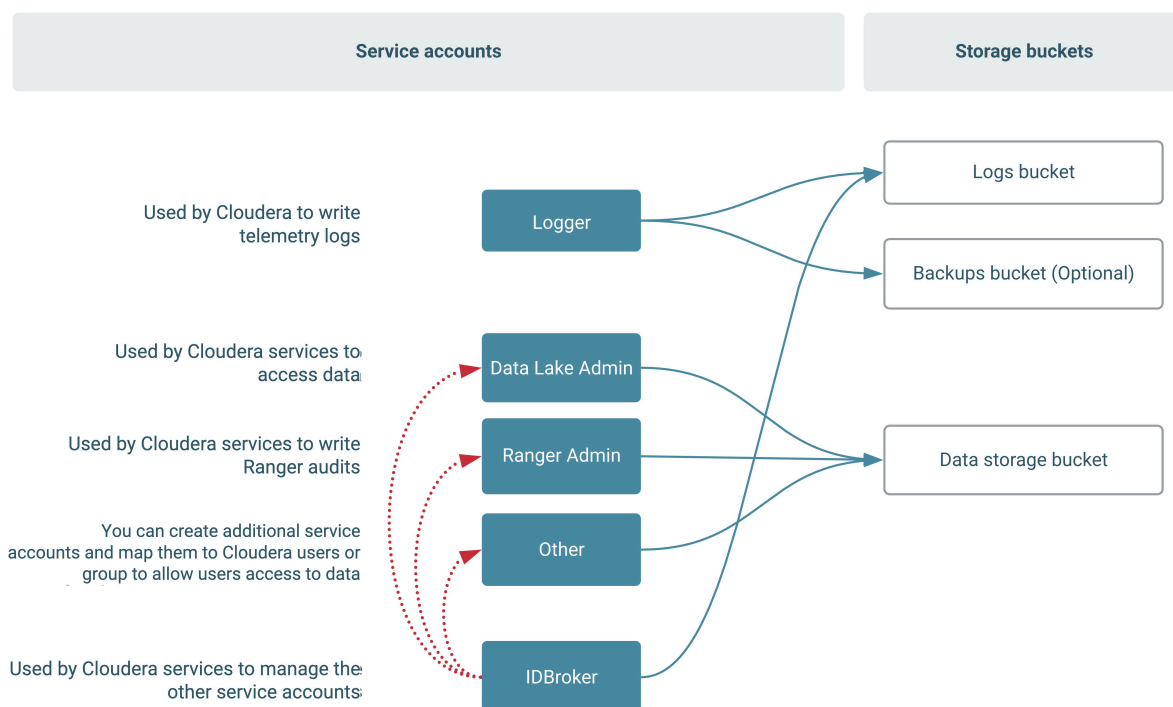 Service accounts
Storage buckets
Logs bucket
Used by Cloudera to write
telemetry logs
Logger
Backups bucket (Optional)
Used by Cloudera services to
access data
Data Lake Admin
Used by Cloudera services to write
Ranger audits
Ranger Admin
Data storage bucket
You can create additional service
accounts and map them to Cloudera users or
group to allow users access to data
Other
Used by Cloudera services to manage the
other service accounts
IDBroker